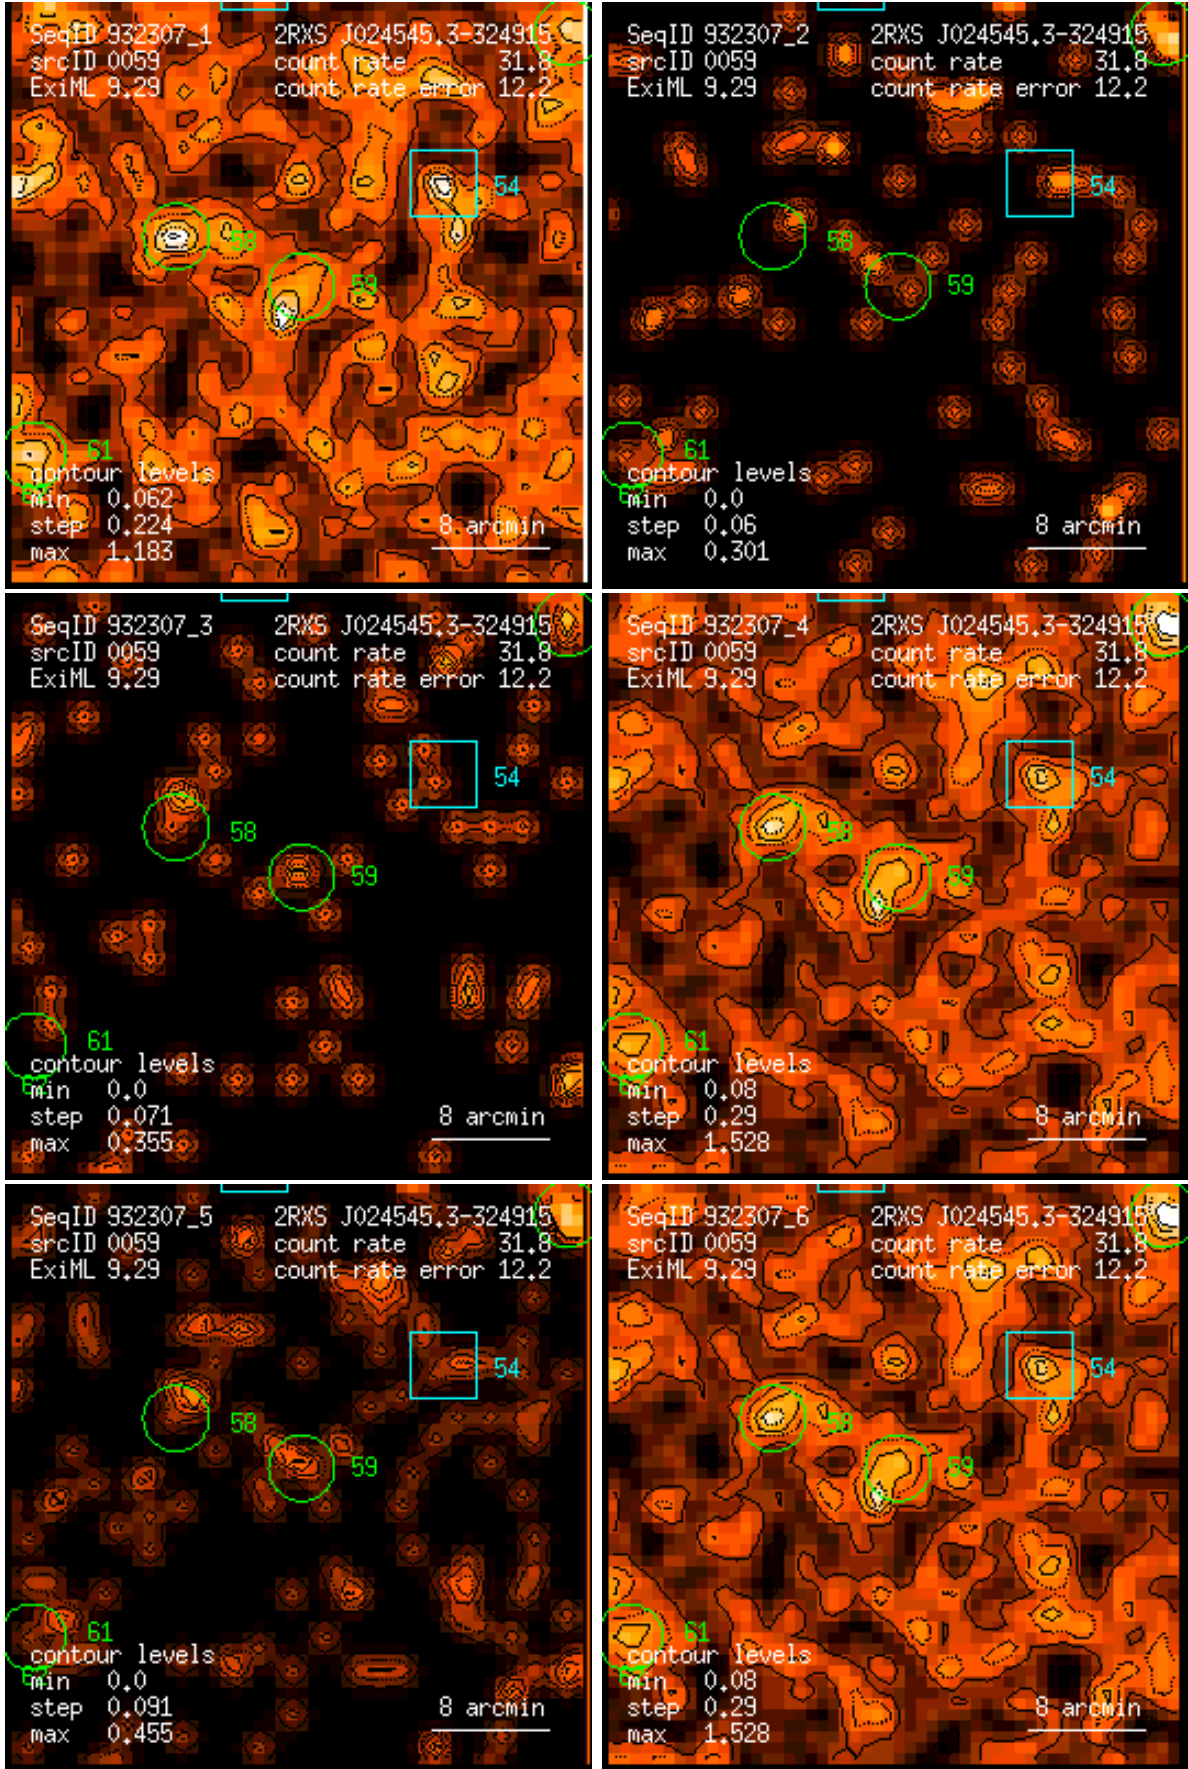 SeqID 932307_1 2RXS J024545.3-324915
srcID 0059 count rate 31.8
ExiML 9.29 count rate error 12.2
54
58
59
61
contour levels
min 0.062
step 0.224
max 1.183
8 arcmin
SeqID 932307_2 2RXS J024545.3-324915
srcID 0059 count rate 31.8
ExiML 9.29 count rate error 12.2
54
58
59
61
contour levels
min 0.0
step 0.06
max 0.301
8 arcmin
SeqID 932307_3 2RXS J024545.3-324915
srcID 0059 count rate 31.8
ExiML 9.29 count rate error 12.2
54
58
59
61
contour levels
min 0.0
step 0.071
max 0.355
8 arcmin
SeqID 932307_4 2RXS J024545.3-324915
srcID 0059 count rate 31.8
ExiML 9.29 count rate error 12.2
54
58
59
61
contour levels
min 0.08
step 0.29
max 1.528
8 arcmin
SeqID 932307_5 2RXS J024545.3-324915
srcID 0059 count rate 31.8
ExiML 9.29 count rate error 12.2
54
58
59
61
contour levels
min 0.0
step 0.091
max 0.455
8 arcmin
SeqID 932307_6 2RXS J024545.3-324915
srcID 0059 count rate 31.8
ExiML 9.29 count rate error 12.2
54
58
59
61
contour levels
min 0.08
step 0.29
max 1.528
8 arcmin